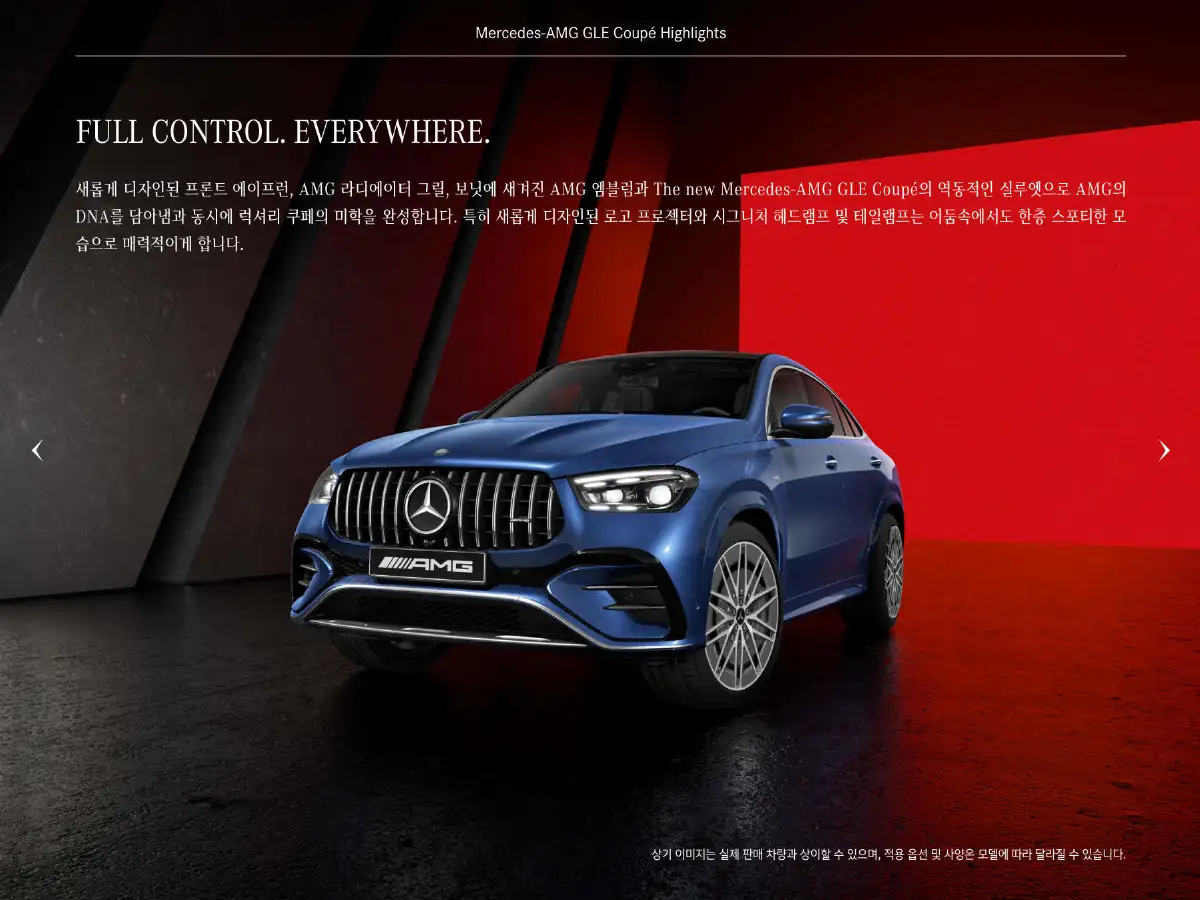 Mercedes-AMG GLE Coupé Highlights
FULL CONTROL. EVERYWHERE.
새롭게 디자인된 프론트 에이프런, AMG 라디에이터 그릴, 보닛에 새겨진 AMG 엠블럼과 The new Mercedes-AMG GLE Coupé의 역동적인 실루엣으로 AMG의
DNA를 담아냄과 동시에 럭셔리 쿠페의 미학을 완성합니다. 특히 새롭게 디자인된 로고 프로젝터와 시그니처 헤드램프 및 테일램프는 어둠속에서도 한층 스포티한 모
습으로 매력적이게 합니다.
AMG
상기 이미지는 실제 판매 차량과 상이할 수 있으며, 적용 옵션 및 사양은 모델에 따라 달라질 수 있습니다.